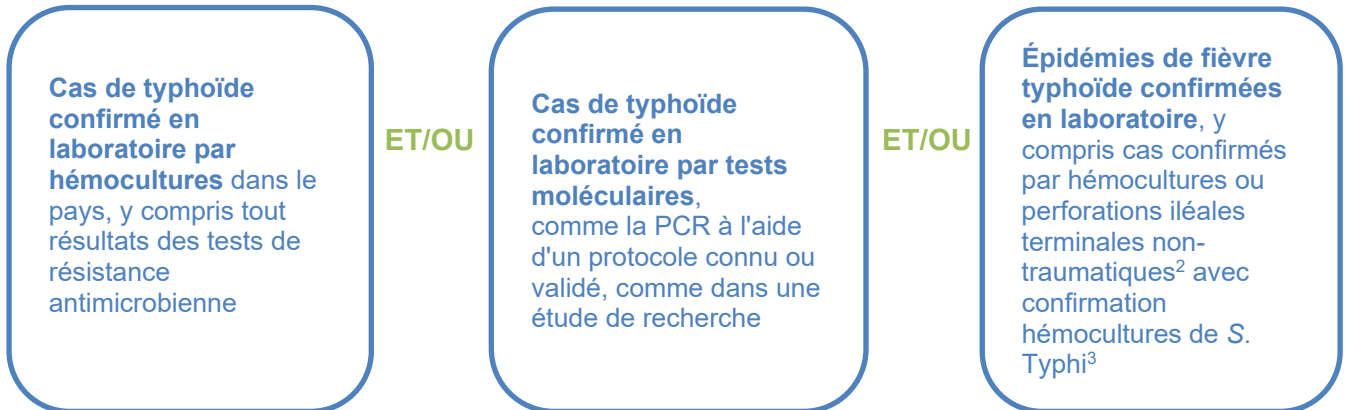 Cas de typhoïde
confirmé en
laboratoire par
hémocultures dans le
pays, y compris tout
résultats des tests de
résistance
antimicrobienne
ET/OU
Cas de typhoïde
confirmé en
laboratoire par tests
moléculaires,
comme la PCR à l'aide
d'un protocole connu ou
validé, comme dans une
étude de recherche
ET/OU
Épidémies de fièvre
typhoïde confirmées
en laboratoire, y
compris cas confirmés
par hémocultures ou
perforations iléales
terminales non-
traumatiques² avec
confirmation
hémocultures de S.
Typhi³